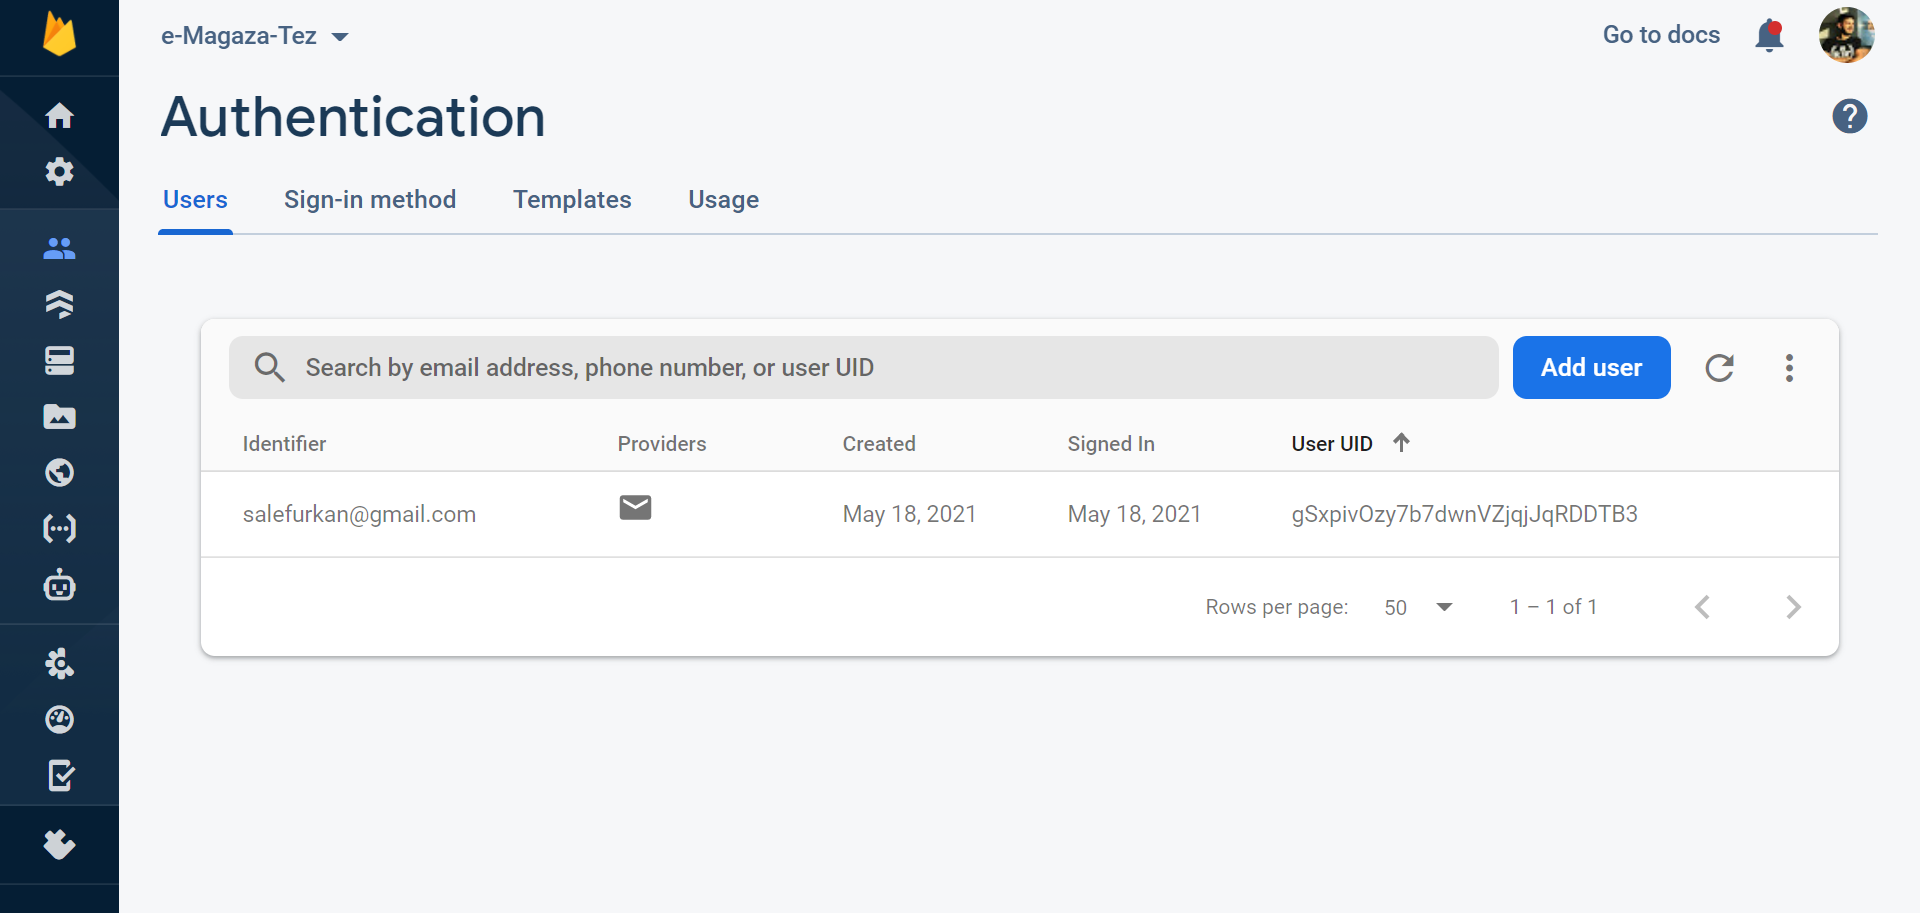 e-Magaza-Tez
Go to docs
Authentication
Users Sign-in method Templates Usage
Search by email address, phone number, or user UID
Add user
Identifier Providers Created Signed In User UID
salefurkan@gmail.com May 18, 2021 May 18, 2021 gSxpivOzy7b7dwnVZjqjJqRDDTB3
Rows per page: 50 1 – 1 of 1